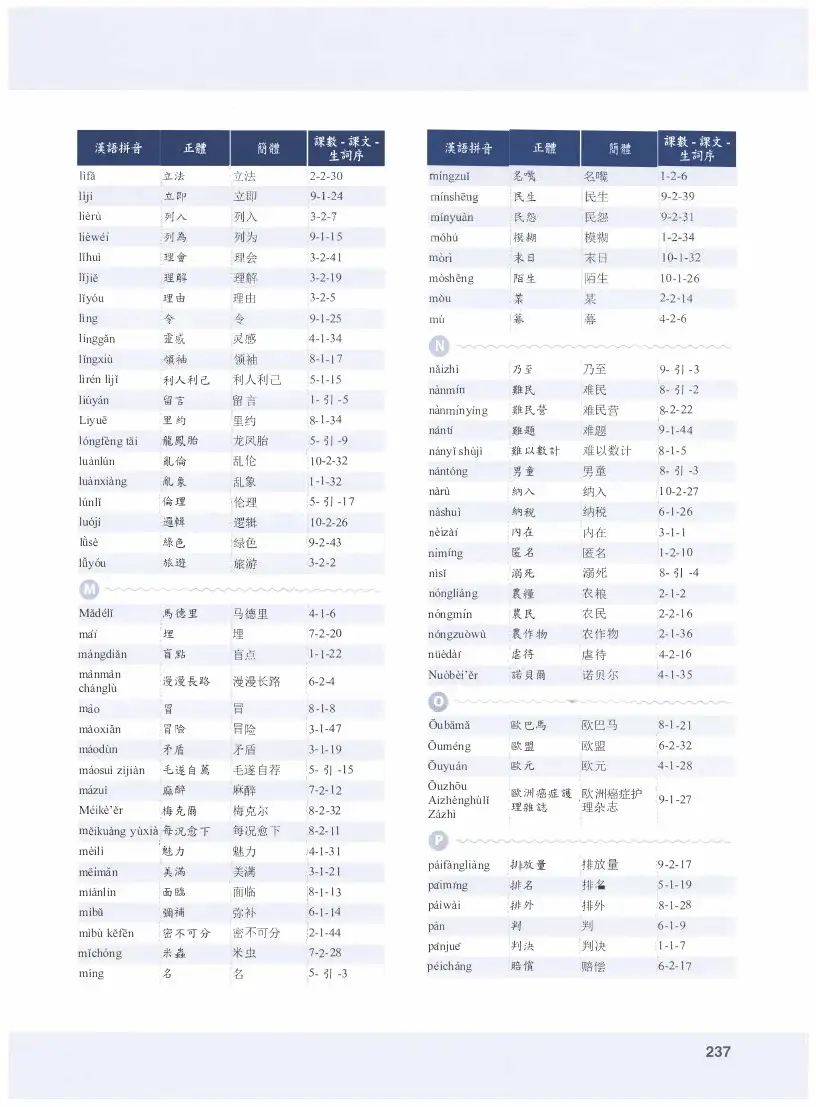 漢語拼音 正體 簡體 課數 - 課文 - 生詞序
lìfǎ 立法 立法 2-2-30
lìjí 立即 立即 9-1-24
lièrù 列入 列入 3-2-7
lièwéi 列為 列为 9-1-15
lǐhuì 理會 理会 3-2-41
lǐjiě 理解 理解 3-2-19
lǐyóu 理由 理由 3-2-5
lìng 令 令 9-1-25
línggǎn 靈感 灵感 4-1-34
lǐngxiù 領袖 领袖 8-1-17
lìrén lìjǐ 利人利己 利人利己 5-1-15
liúyán 留言 留言 1- 引 -5
Lǐyuē 里約 里约 8-1-34
lóngfèng tāi 龍鳳胎 龙凤胎 5- 引 -9
luànlún 亂倫 乱伦 10-2-32
luànxiàng 亂象 乱象 1-1-32
lúnlǐ 倫理 伦理 5- 引 -17
luójí 邏輯 逻辑 10-2-26
lǜsè 綠色 绿色 9-2-43
lǚyóu 旅遊 旅游 3-2-2
M
Mǎdélǐ 馬德里 马德里 4-1-6
mái 埋 埋 7-2-20
mángdiǎn 盲點 盲点 1-1-22
mànmàn chánglù 漫漫長路 漫漫长路 6-2-4
mào 冒 冒 8-1-8
màoxiǎn 冒險 冒险 3-1-47
máodùn 矛盾 矛盾 3-1-19
máosuì zìjiàn 毛遂自薦 毛遂自荐 5- 引 -15
mázuì 麻醉 麻醉 7-2-12
Méikè'ěr 梅克爾 梅克尔 8-2-32
měikuàng yùxià 每況愈下 每况愈下 8-2-11
mèilì 魅力 魅力 4-1-31
měimǎn 美滿 美满 3-1-21
miànlín 面臨 面临 8-1-13
míbǔ 彌補 弥补 6-1-14
mìbù kěfēn 密不可分 密不可分 2-1-44
mǐchóng 米蟲 米虫 7-2-28
míng 名 名 5- 引 -3
漢語拼音 正體 簡體 課數 - 課文 - 生詞序
míngzuǐ 名嘴 名嘴 1-2-6
mínshēng 民生 民生 9-2-39
mínyuàn 民怨 民怨 9-2-31
móhú 模糊 模糊 1-2-34
mòrì 末日 末日 10-1-32
mòshēng 陌生 陌生 10-1-26
mǒu 某 某 2-2-14
mù 幕 幕 4-2-6
N
nǎizhì 乃至 乃至 9- 引 -3
nànmín 難民 难民 8- 引 -2
nànmínyíng 難民營 难民营 8-2-22
nántí 難題 难题 9-1-44
nányǐ shùjì 難以數計 难以数计 8-1-5
nántóng 男童 男童 8- 引 -3
nàrù 納入 纳入 10-2-27
nàshuì 納稅 纳税 6-1-26
nèizài 內在 内在 3-1-1
nìmíng 匿名 匿名 1-2-10
nìsǐ 溺死 溺死 8- 引 -4
nóngliáng 農糧 农粮 2-1-2
nóngmín 農民 农民 2-2-16
nóngzuòwù 農作物 农作物 2-1-36
nüèdài 虐待 虐待 4-2-16
Nuòbèi'ěr 諾貝爾 诺贝尔 4-1-35
O
Ōubāmǎ 歐巴馬 欧巴马 8-1-21
Ōuméng 歐盟 欧盟 6-2-32
Ōuyuán 歐元 欧元 4-1-28
Ōuzhōu Aizhènghùlǐ Zázhì 歐洲癌症護理雜誌 欧洲癌症护理杂志 9-1-27
P
páifàngliàng 排放量 排放量 9-2-17
páimíng 排名 排名 5-1-19
páiwài 排外 排外 8-1-28
pàn 判 判 6-1-9
pànjué 判決 判决 1-1-7
péicháng 賠償 赔偿 6-2-17
237